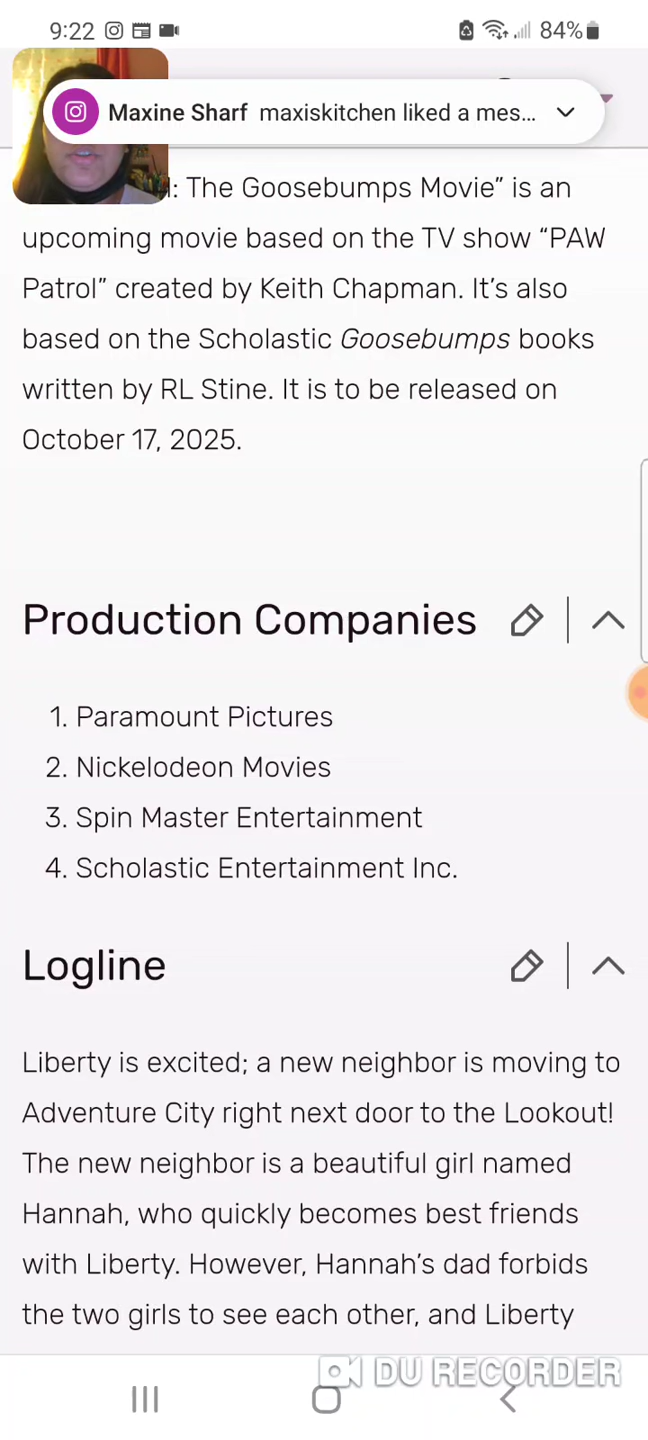 9:22 84%
Maxine Sharf maxiskitchen liked a mes...
: The Goosebumps Movie” is an
upcoming movie based on the TV show “PAW
Patrol” created by Keith Chapman. It’s also
based on the Scholastic Goosebumps books
written by RL Stine. It is to be released on
October 17, 2025.
Production Companies
1. Paramount Pictures
2. Nickelodeon Movies
3. Spin Master Entertainment
4. Scholastic Entertainment Inc.
Logline
Liberty is excited; a new neighbor is moving to
Adventure City right next door to the Lookout!
The new neighbor is a beautiful girl named
Hannah, who quickly becomes best friends
with Liberty. However, Hannah’s dad forbids
the two girls to see each other, and Liberty
DU RECORDER